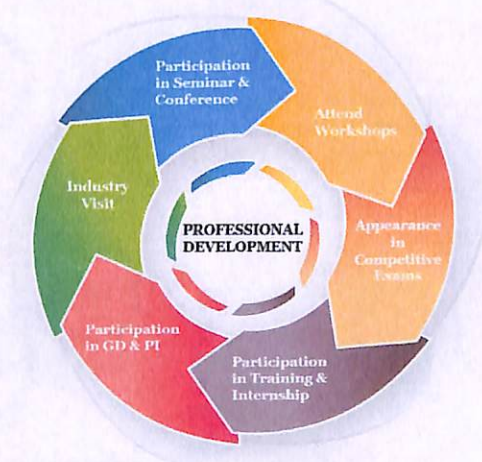 Participation
in Seminar &
Conference
Attend
Workshops
Appearance
in
Competitive
Exams
Participation
in Training &
Internship
Participation
in GD & PI
Industry
Visit
PROFESSIONAL
DEVELOPMENT